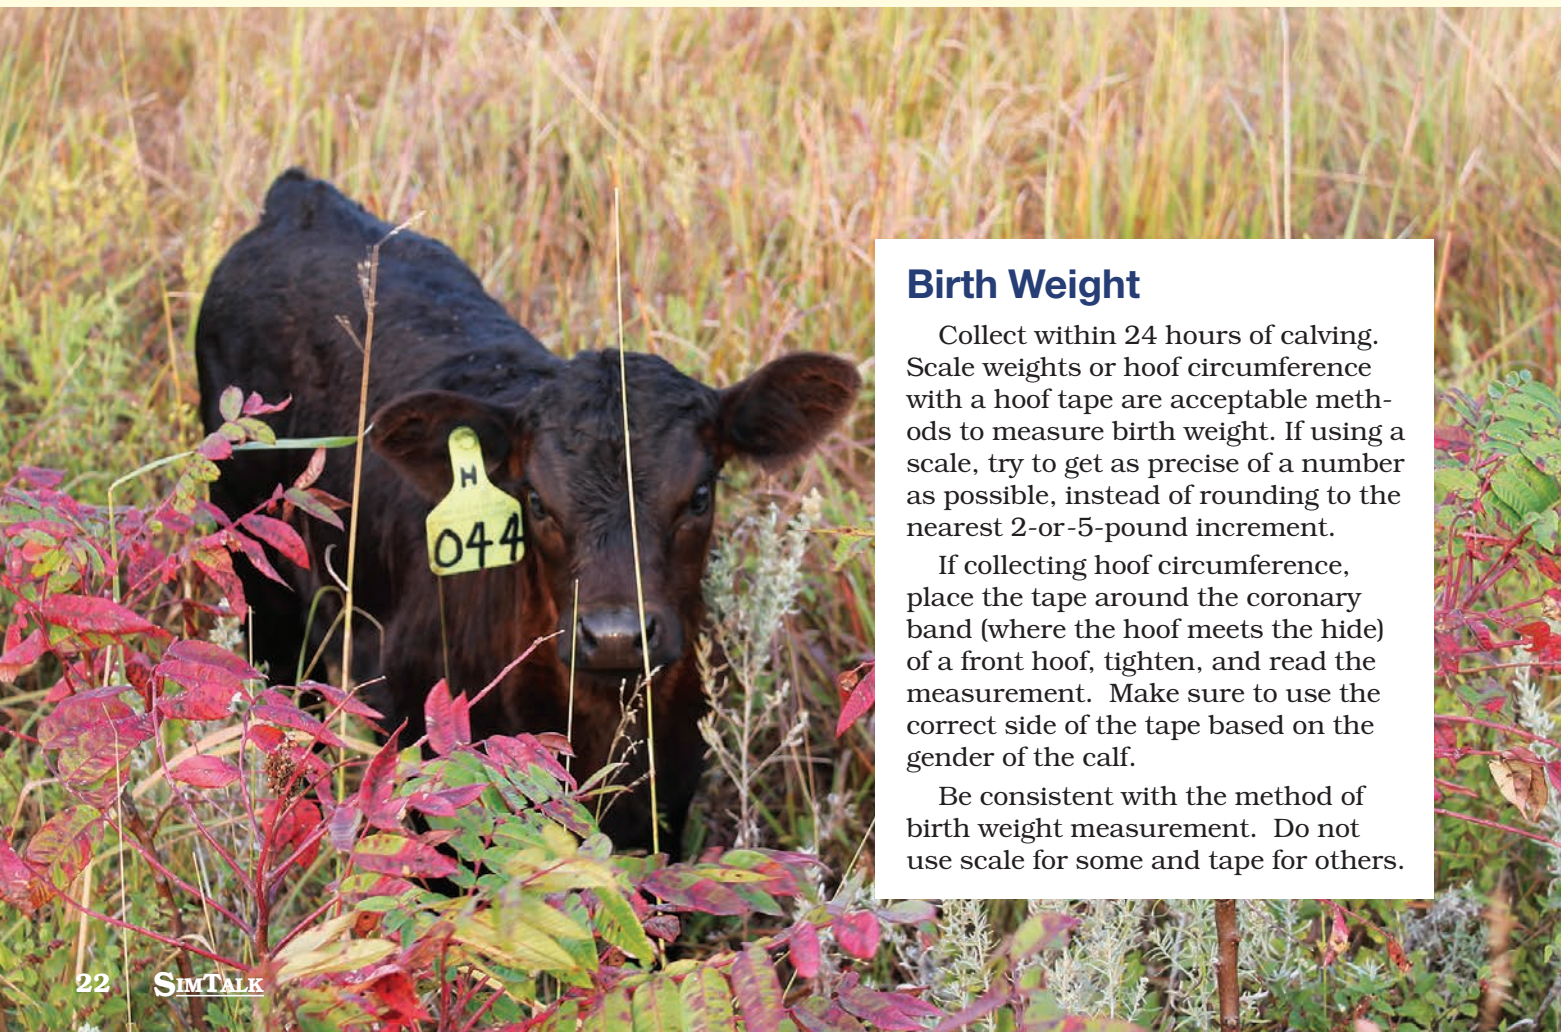 H
044
Birth Weight
Collect within 24 hours of calving.
Scale weights or hoof circumference
with a hoof tape are acceptable meth-
ods to measure birth weight. If using a
scale, try to get as precise of a number
as possible, instead of rounding to the
nearest 2-or-5-pound increment.
If collecting hoof circumference,
place the tape around the coronary
band (where the hoof meets the hide)
of a front hoof, tighten, and read the
measurement.  Make sure to use the
correct side of the tape based on the
gender of the calf.
Be consistent with the method of
birth weight measurement.  Do not
use scale for some and tape for others.
22 SimTalk